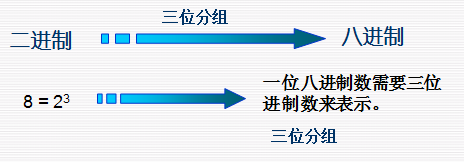 三位分组
二进制
八进制
8 = 2³
一位八进制数需要三位
进制数来表示。
三位分组